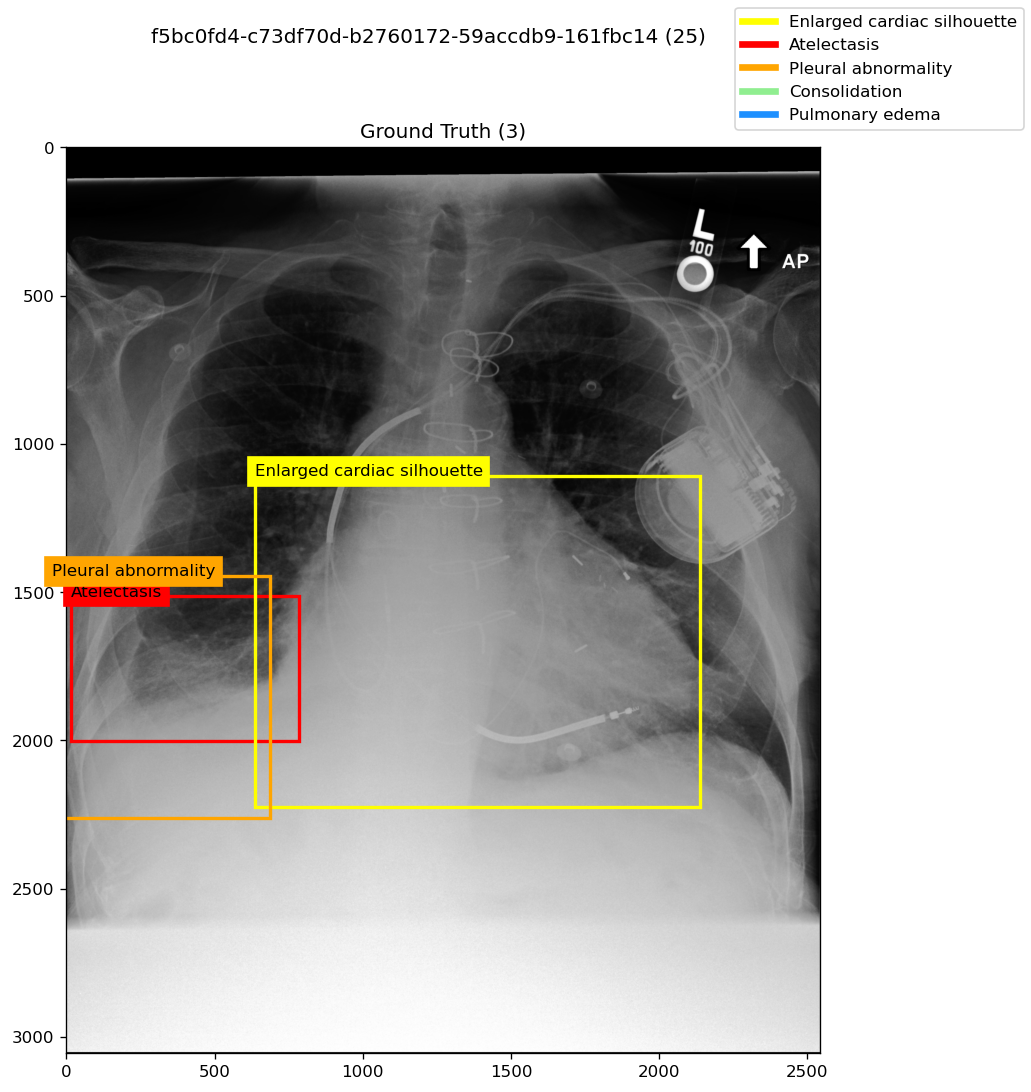 f5bc0fd4-c73df70d-b2760172-59accdb9-161fbc14 (25)
Enlarged cardiac silhouette
Atelectasis
Pleural abnormality
Consolidation
Pulmonary edema
Ground Truth (3)
L
100
AP
Enlarged cardiac silhouette
Pleural abnormality
Atelectasis
0
500
1000
1500
2000
2500
3000
0
500
1000
1500
2000
2500